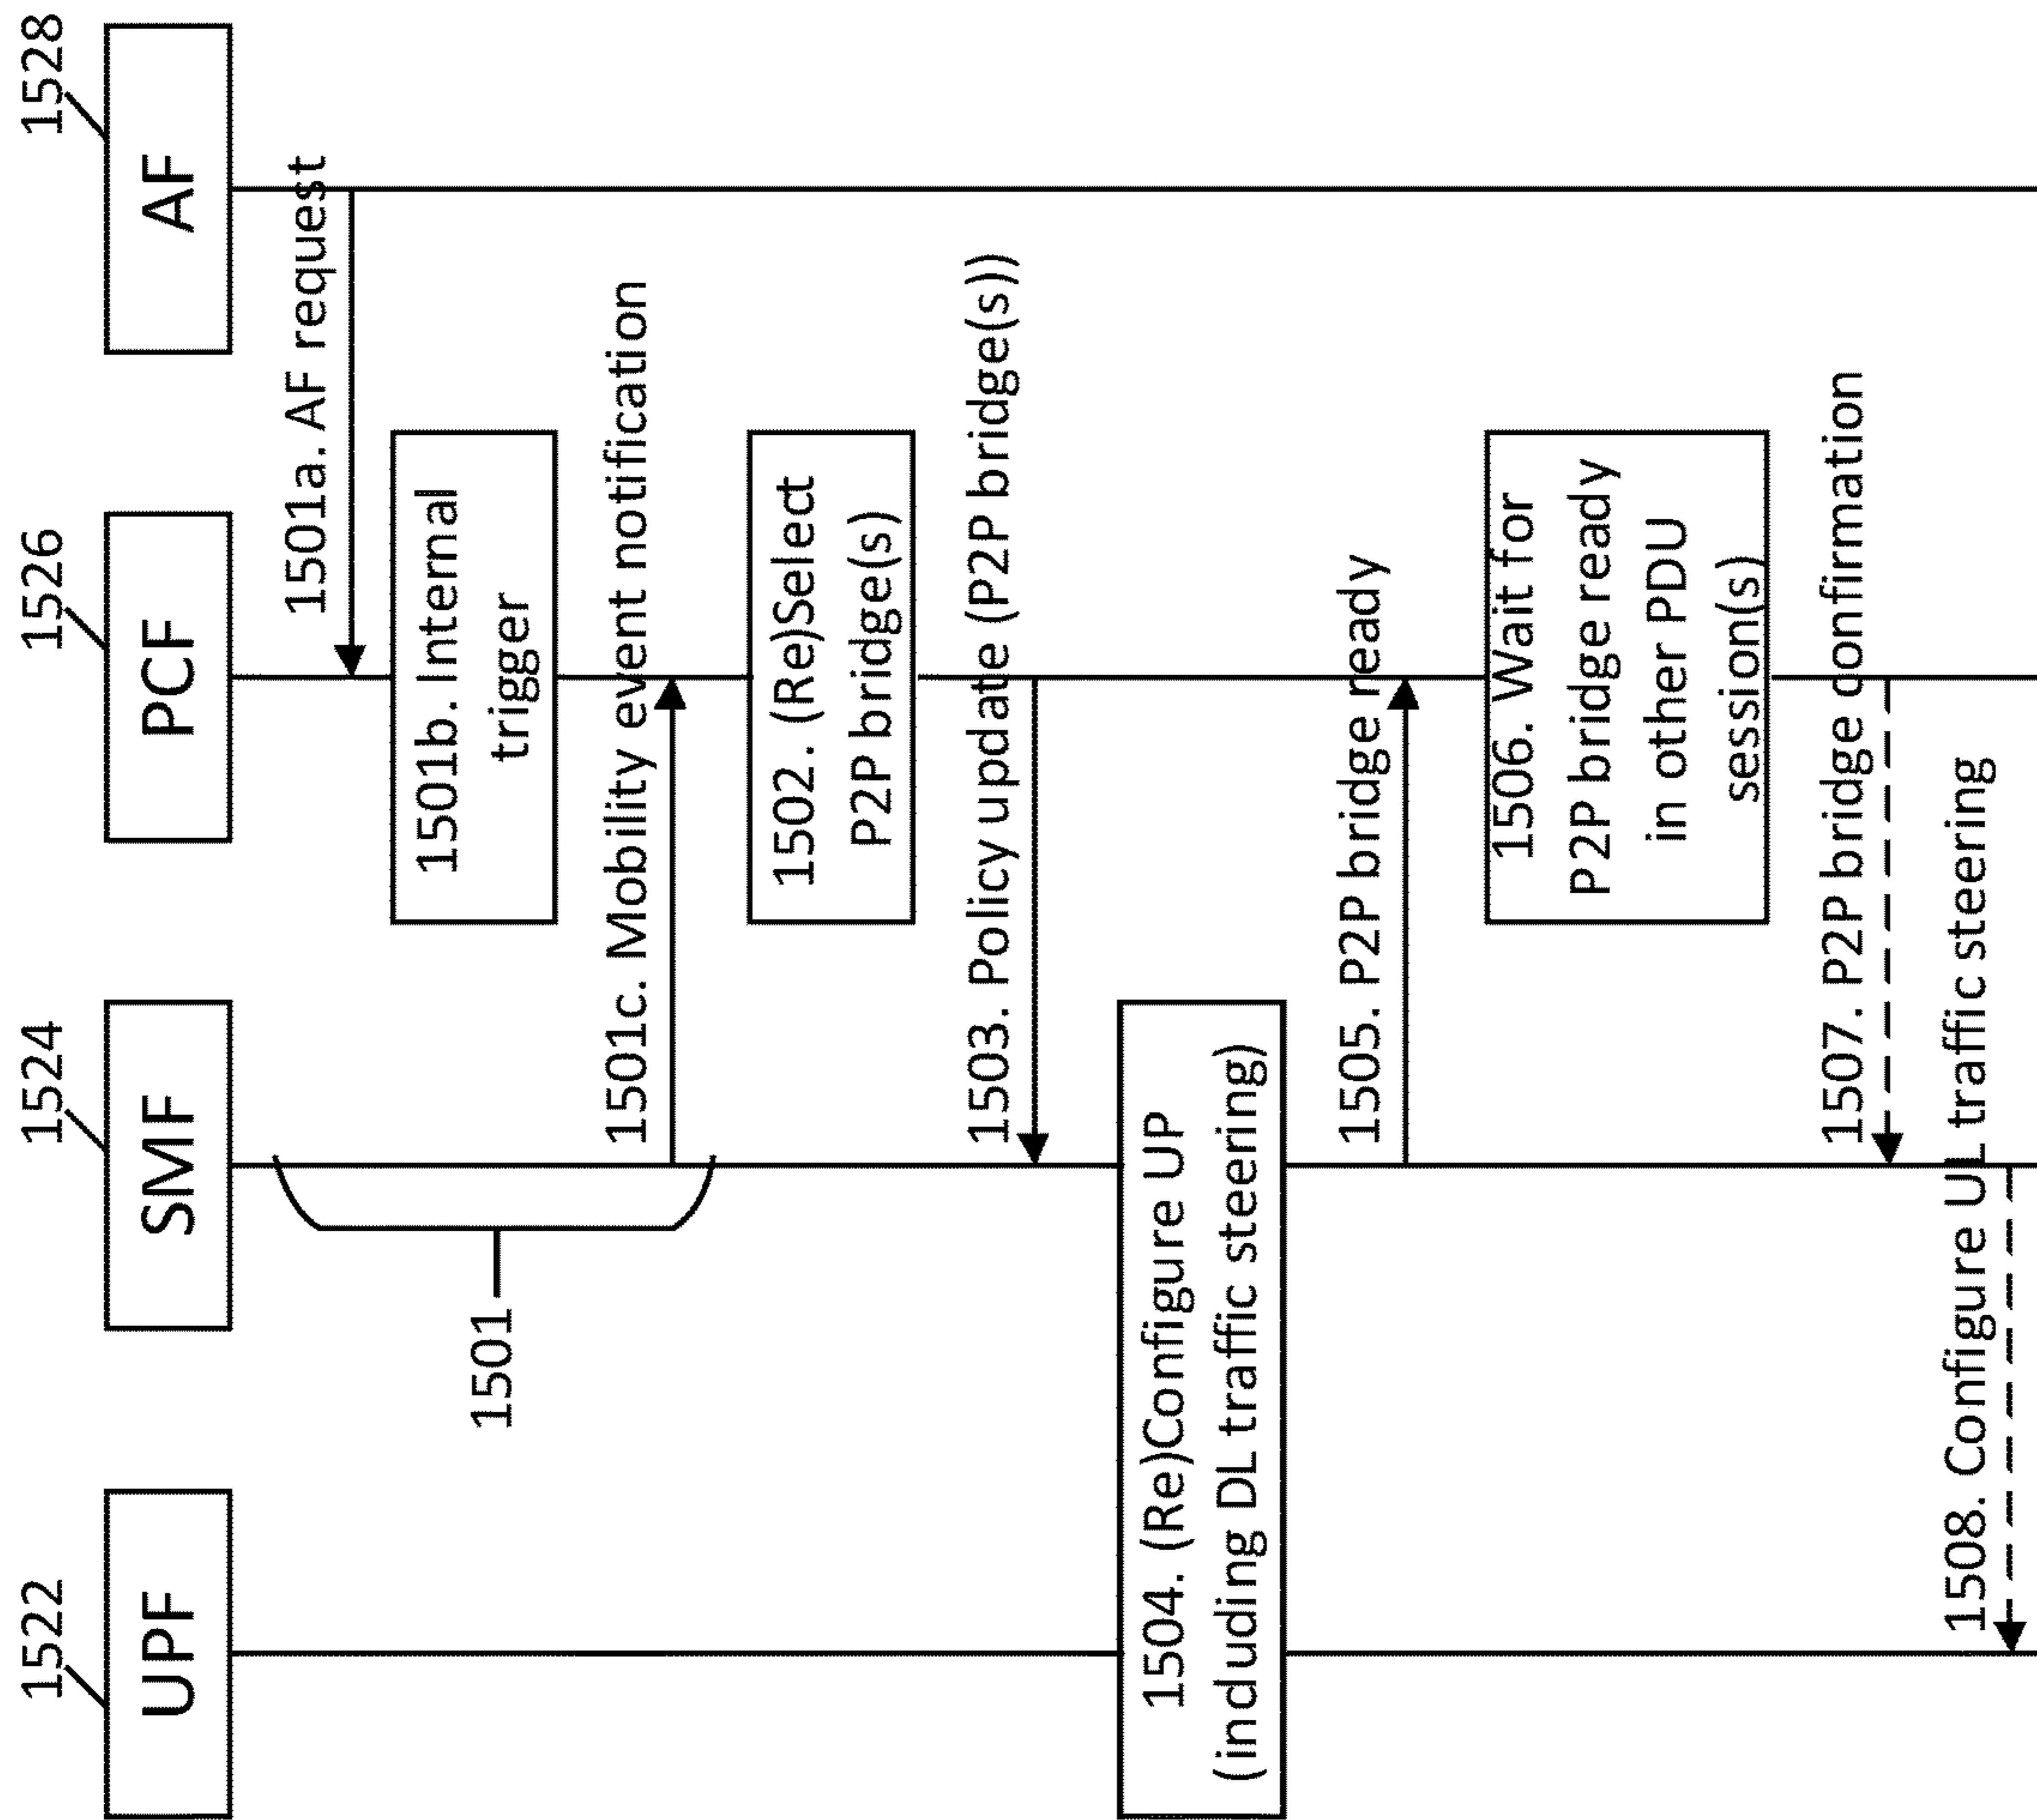 1522
1524
1526
1528
UPF
SMF
PCF
AF
1501a. AF request
1501b. Internal
trigger
1501
1501c. Mobility event notification
1502. (Re)Select
P2P bridge(s)
1503. Policy update (P2P bridge(s))
1504. (Re)Configure UP
(including DL traffic steering)
1505. P2P bridge ready
1506. Wait for
P2P bridge ready
in other PDU
session(s)
1507. P2P bridge confirmation
1508. Configure UL traffic steering